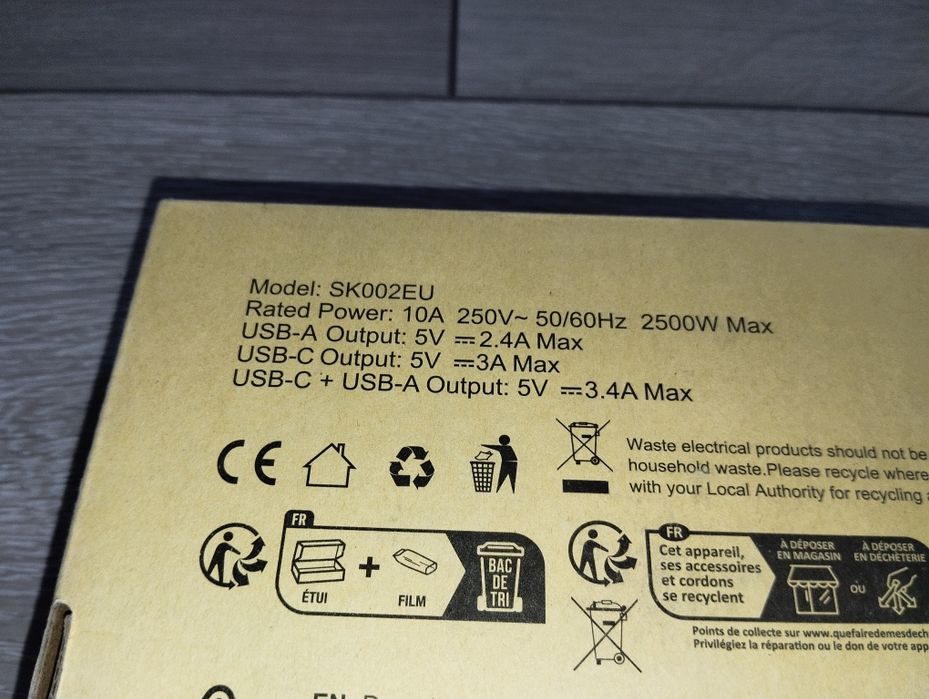 Model: SK002EU
Rated Power: 10A 250V~ 50/60Hz 2500W Max
USB-A Output: 5V ⎓2.4A Max
USB-C Output: 5V ⎓3A Max
USB-C + USB-A Output: 5V ⎓3.4A Max
CE
Waste electrical products should not be
household waste.Please recycle where
with your Local Authority for recycling
FR
ÉTUI
+
FILM
BAC
DE
TRI
FR
Cet appareil,
ses accessoires
et cordons
se recyclent
À DÉPOSER
EN MAGASIN
OU
À DÉPOSER
EN DÉCHÈTERIE
Points de collecte sur www.quefairedemesdech
Privilégiez la réparation ou le don de votre app
EN